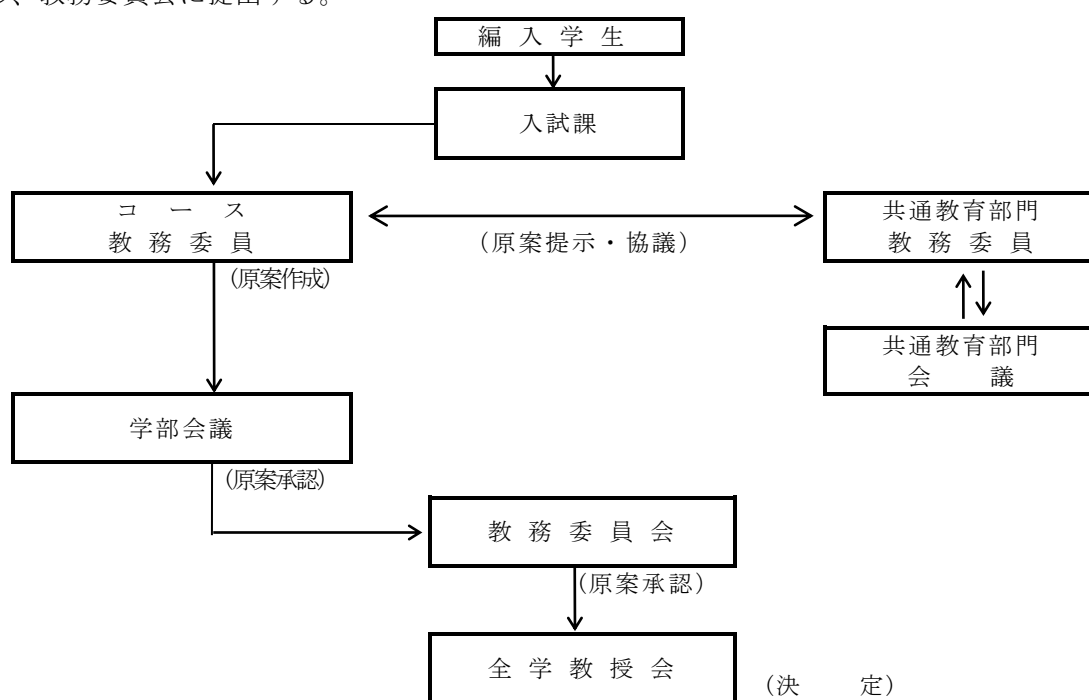 、教務委員会に提出する。
編 入 学 生
入試課
コ ー ス
教 務 委 員
(原案提示・協議)
共通教育部門
教 務 委 員
(原案作成)
共通教育部門
会 議
学部会議
(原案承認)
教 務 委 員 会
(原案承認)
全 学 教 授 会
(決 定)